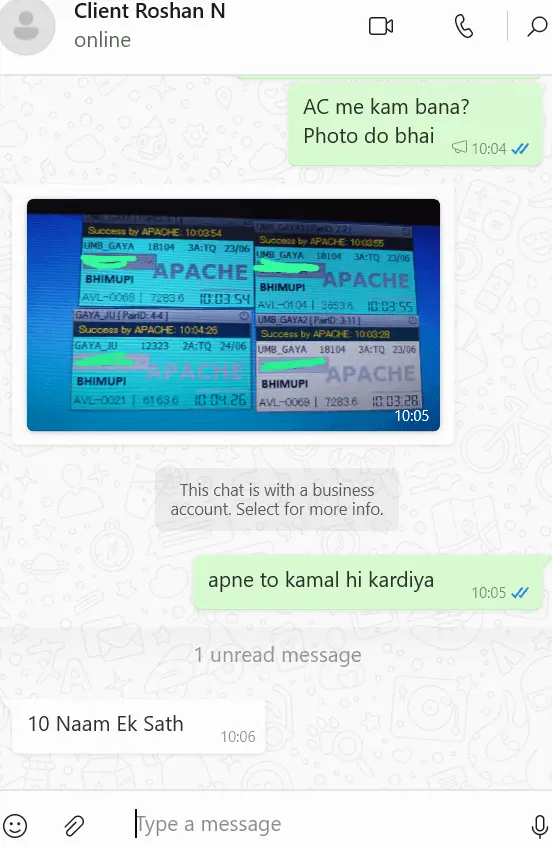 Client Roshan N
online
AC me kam bana?
Photo do bhai
10:04
Success by APACHE: 10:03:54
UMB_GAYA 18104 3A:TQ 23/06
APACHE
BHIMUPI
AVL-0068 | 7283.6 10:03:54
Success by APACHE: 10:03:55
UMB_GAYA 18104 3A:TQ 23/06
APACHE
BHIMUPI
AVL-0104 | 3653.6 10:03:55
GAYA_JU [PairID: 4-4]
Success by APACHE: 10:04:26
GAYA_JU 12323 2A:TQ 24/06
APACHE
BHIMUPI
AVL-0021 | 6163.6 10:04:26
UMB_GAYA2 [PairID: 3-11]
Success by APACHE: 10:03:28
UMB_GAYA 18104 3A:TQ 23/06
APACHE
BHIMUPI
AVL-0069 | 7283.6 10:03:28
10:05
This chat is with a business
account. Select for more info.
apne to kamal hi kardiya
10:05
1 unread message
10 Naam Ek Sath
10:06
Type a message